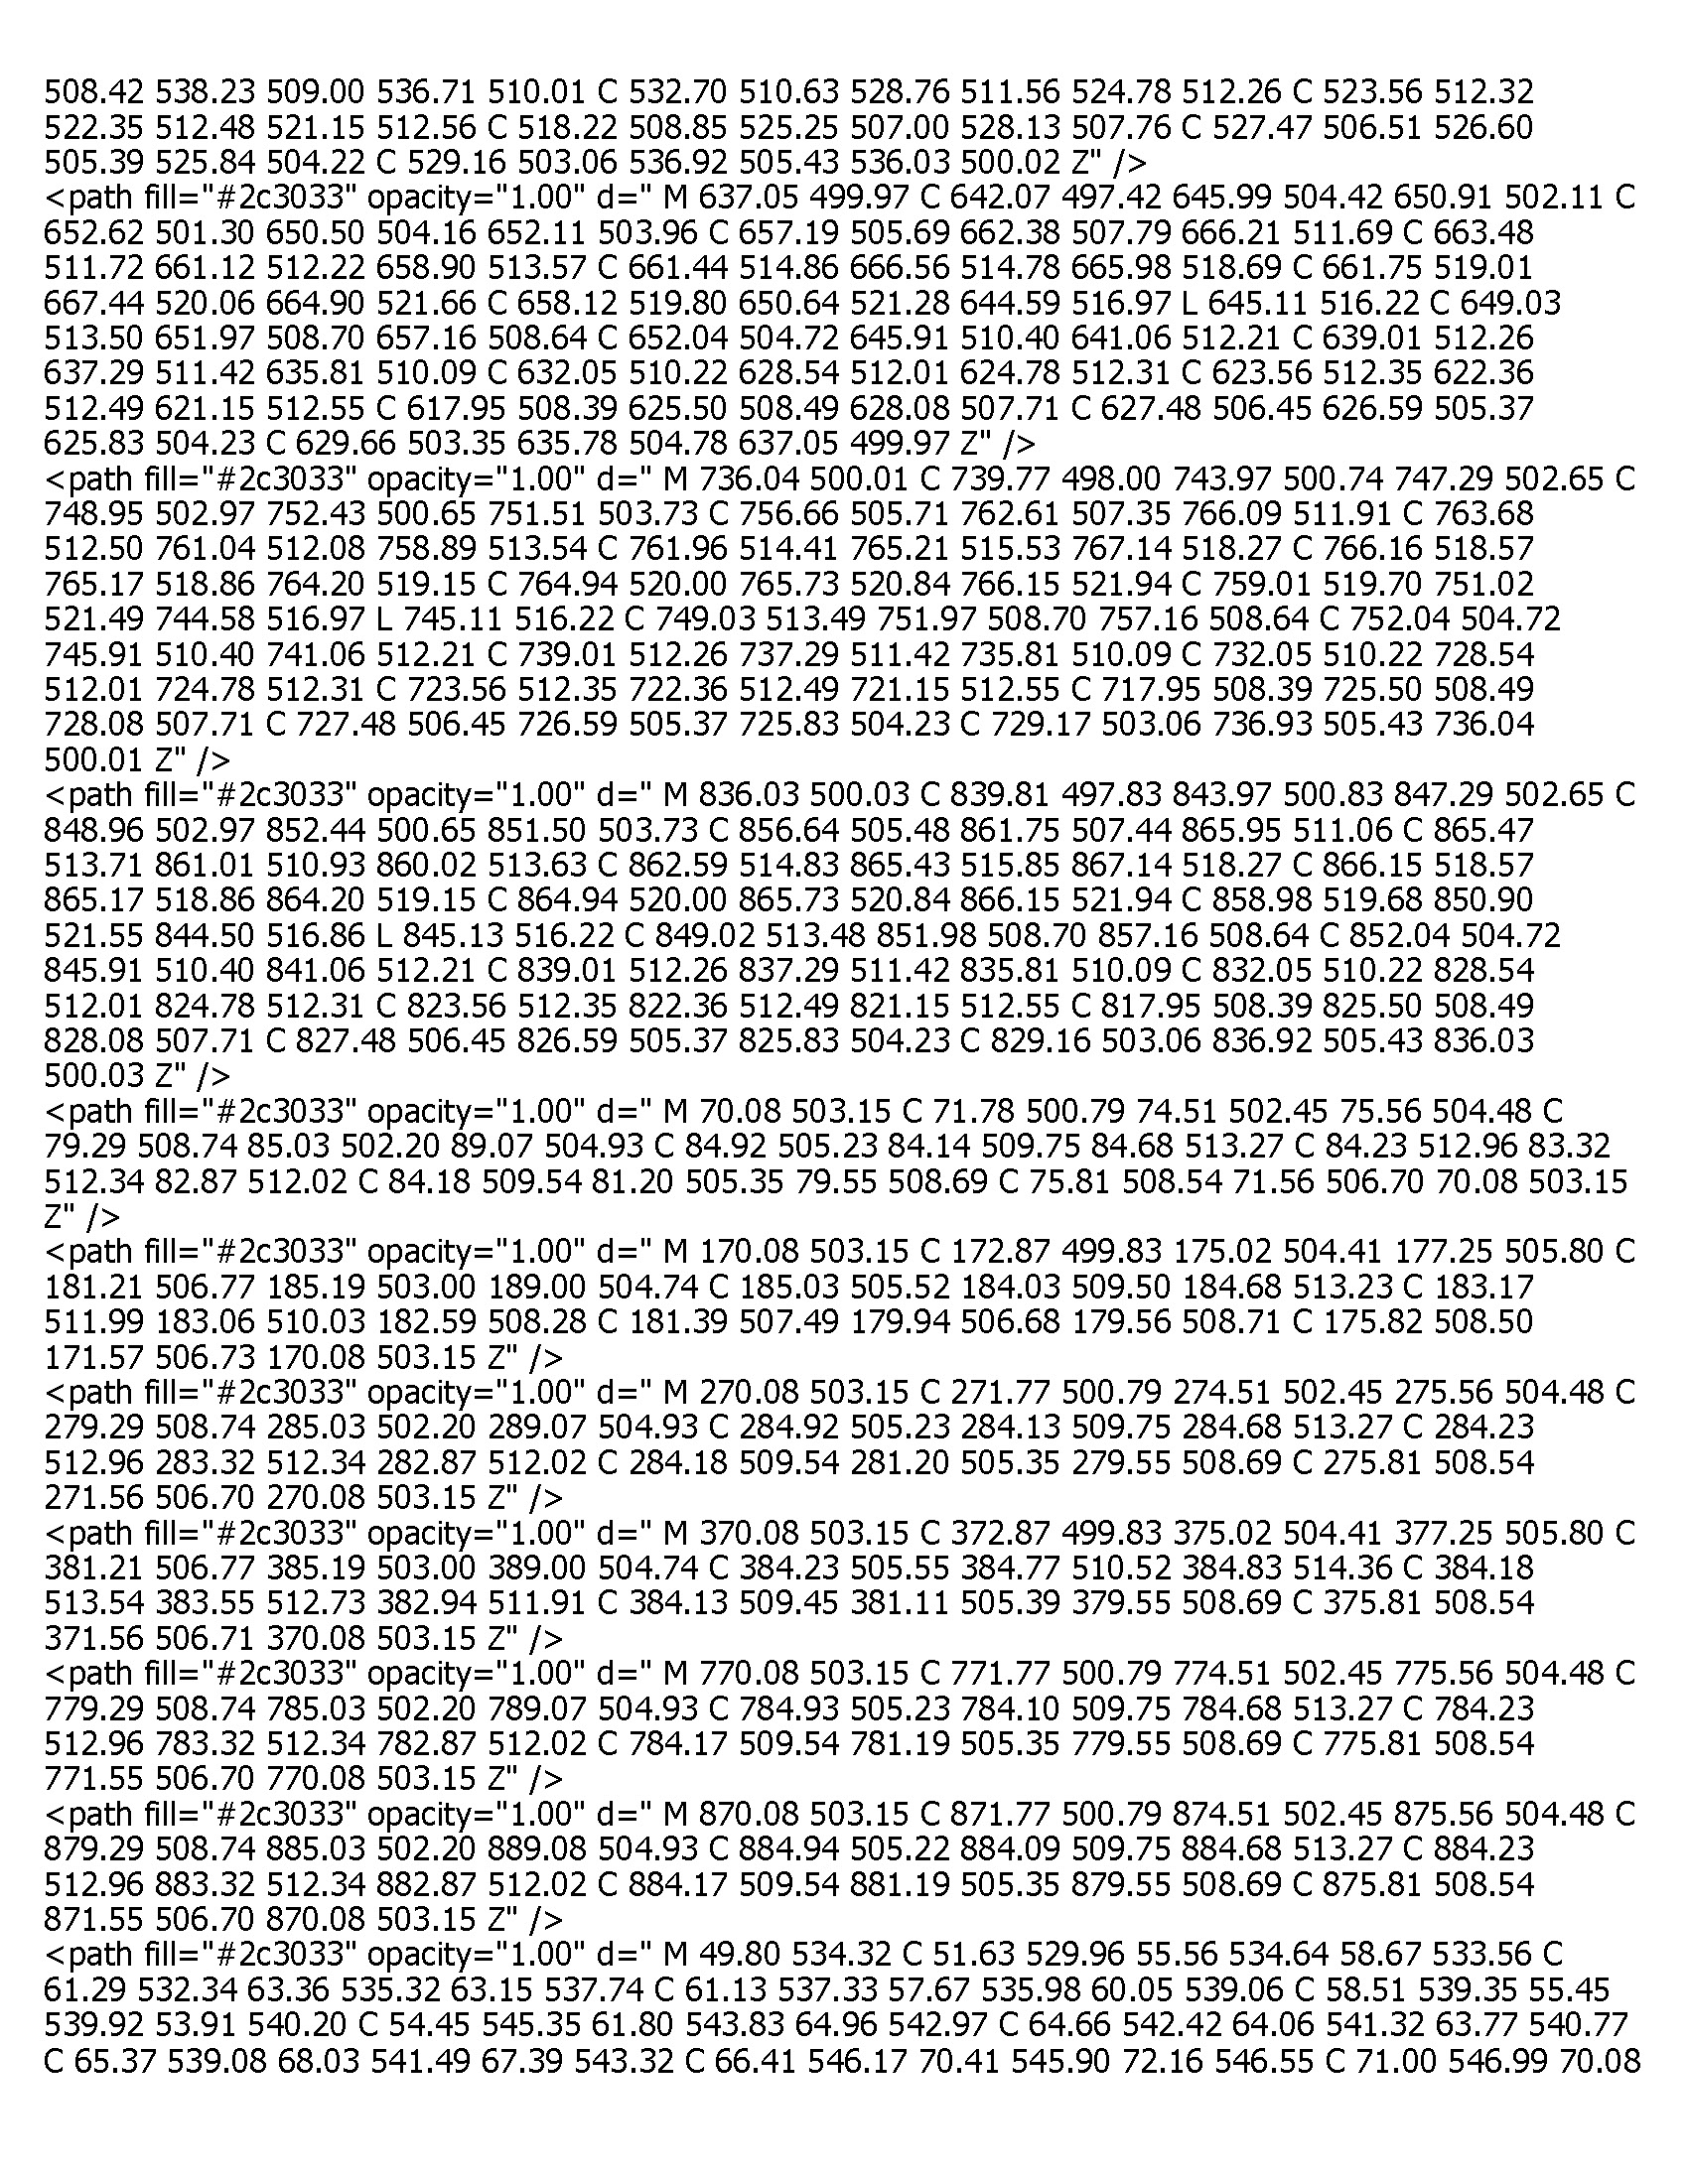 508.42 538.23 509.00 536.71 510.01 C 532.70 510.63 528.76 511.56 524.78 512.26 C 523.56 512.32
522.35 512.48 521.15 512.56 C 518.22 508.85 525.25 507.00 528.13 507.76 C 527.47 506.51 526.60
505.39 525.84 504.22 C 529.16 503.06 536.92 505.43 536.03 500.02 Z" />
<path fill="#2c3033" opacity="1.00" d=" M 637.05 499.97 C 642.07 497.42 645.99 504.42 650.91 502.11 C
652.62 501.30 650.50 504.16 652.11 503.96 C 657.19 505.69 662.38 507.79 666.21 511.69 C 663.48
511.72 661.12 512.22 658.90 513.57 C 661.44 514.86 666.56 514.78 665.98 518.69 C 661.75 519.01
667.44 520.06 664.90 521.66 C 658.12 519.80 650.64 521.28 644.59 516.97 L 645.11 516.22 C 649.03
513.50 651.97 508.70 657.16 508.64 C 652.04 504.72 645.91 510.40 641.06 512.21 C 639.01 512.26
637.29 511.42 635.81 510.09 C 632.05 510.22 628.54 512.01 624.78 512.31 C 623.56 512.35 622.36
512.49 621.15 512.55 C 617.95 508.39 625.50 508.49 628.08 507.71 C 627.48 506.45 626.59 505.37
625.83 504.23 C 629.66 503.35 635.78 504.78 637.05 499.97 Z" />
<path fill="#2c3033" opacity="1.00" d=" M 736.04 500.01 C 739.77 498.00 743.97 500.74 747.29 502.65 C
748.95 502.97 752.43 500.65 751.51 503.73 C 756.66 505.71 762.61 507.35 766.09 511.91 C 763.68
512.50 761.04 512.08 758.89 513.54 C 761.96 514.41 765.21 515.53 767.14 518.27 C 766.16 518.57
765.17 518.86 764.20 519.15 C 764.94 520.00 765.73 520.84 766.15 521.94 C 759.01 519.70 751.02
521.49 744.58 516.97 L 745.11 516.22 C 749.03 513.49 751.97 508.70 757.16 508.64 C 752.04 504.72
745.91 510.40 741.06 512.21 C 739.01 512.26 737.29 511.42 735.81 510.09 C 732.05 510.22 728.54
512.01 724.78 512.31 C 723.56 512.35 722.36 512.49 721.15 512.55 C 717.95 508.39 725.50 508.49
728.08 507.71 C 727.48 506.45 726.59 505.37 725.83 504.23 C 729.17 503.06 736.93 505.43 736.04
500.01 Z" />
<path fill="#2c3033" opacity="1.00" d=" M 836.03 500.03 C 839.81 497.83 843.97 500.83 847.29 502.65 C
848.96 502.97 852.44 500.65 851.50 503.73 C 856.64 505.48 861.75 507.44 865.95 511.06 C 865.47
513.71 861.01 510.93 860.02 513.63 C 862.59 514.83 865.43 515.85 867.14 518.27 C 866.15 518.57
865.17 518.86 864.20 519.15 C 864.94 520.00 865.73 520.84 866.15 521.94 C 858.98 519.68 850.90
521.55 844.50 516.86 L 845.13 516.22 C 849.02 513.48 851.98 508.70 857.16 508.64 C 852.04 504.72
845.91 510.40 841.06 512.21 C 839.01 512.26 837.29 511.42 835.81 510.09 C 832.05 510.22 828.54
512.01 824.78 512.31 C 823.56 512.35 822.36 512.49 821.15 512.55 C 817.95 508.39 825.50 508.49
828.08 507.71 C 827.48 506.45 826.59 505.37 825.83 504.23 C 829.16 503.06 836.92 505.43 836.03
500.03 Z" />
<path fill="#2c3033" opacity="1.00" d=" M 70.08 503.15 C 71.78 500.79 74.51 502.45 75.56 504.48 C
79.29 508.74 85.03 502.20 89.07 504.93 C 84.92 505.23 84.14 509.75 84.68 513.27 C 84.23 512.96 83.32
512.34 82.87 512.02 C 84.18 509.54 81.20 505.35 79.55 508.69 C 75.81 508.54 71.56 506.70 70.08 503.15
Z" />
<path fill="#2c3033" opacity="1.00" d=" M 170.08 503.15 C 172.87 499.83 175.02 504.41 177.25 505.80 C
181.21 506.77 185.19 503.00 189.00 504.74 C 185.03 505.52 184.03 509.50 184.68 513.23 C 183.17
511.99 183.06 510.03 182.59 508.28 C 181.39 507.49 179.94 506.68 179.56 508.71 C 175.82 508.50
171.57 506.73 170.08 503.15 Z" />
<path fill="#2c3033" opacity="1.00" d=" M 270.08 503.15 C 271.77 500.79 274.51 502.45 275.56 504.48 C
279.29 508.74 285.03 502.20 289.07 504.93 C 284.92 505.23 284.13 509.75 284.68 513.27 C 284.23
512.96 283.32 512.34 282.87 512.02 C 284.18 509.54 281.20 505.35 279.55 508.69 C 275.81 508.54
271.56 506.70 270.08 503.15 Z" />
<path fill="#2c3033" opacity="1.00" d=" M 370.08 503.15 C 372.87 499.83 375.02 504.41 377.25 505.80 C
381.21 506.77 385.19 503.00 389.00 504.74 C 384.23 505.55 384.77 510.52 384.83 514.36 C 384.18
513.54 383.55 512.73 382.94 511.91 C 384.13 509.45 381.11 505.39 379.55 508.69 C 375.81 508.54
371.56 506.71 370.08 503.15 Z" />
<path fill="#2c3033" opacity="1.00" d=" M 770.08 503.15 C 771.77 500.79 774.51 502.45 775.56 504.48 C
779.29 508.74 785.03 502.20 789.07 504.93 C 784.93 505.23 784.10 509.75 784.68 513.27 C 784.23
512.96 783.32 512.34 782.87 512.02 C 784.17 509.54 781.19 505.35 779.55 508.69 C 775.81 508.54
771.55 506.70 770.08 503.15 Z" />
<path fill="#2c3033" opacity="1.00" d=" M 870.08 503.15 C 871.77 500.79 874.51 502.45 875.56 504.48 C
879.29 508.74 885.03 502.20 889.08 504.93 C 884.94 505.22 884.09 509.75 884.68 513.27 C 884.23
512.96 883.32 512.34 882.87 512.02 C 884.17 509.54 881.19 505.35 879.55 508.69 C 875.81 508.54
871.55 506.70 870.08 503.15 Z" />
<path fill="#2c3033" opacity="1.00" d=" M 49.80 534.32 C 51.63 529.96 55.56 534.64 58.67 533.56 C
61.29 532.34 63.36 535.32 63.15 537.74 C 61.13 537.33 57.67 535.98 60.05 539.06 C 58.51 539.35 55.45
539.92 53.91 540.20 C 54.45 545.35 61.80 543.83 64.96 542.97 C 64.66 542.42 64.06 541.32 63.77 540.77
C 65.37 539.08 68.03 541.49 67.39 543.32 C 66.41 546.17 70.41 545.90 72.16 546.55 C 71.00 546.99 70.08